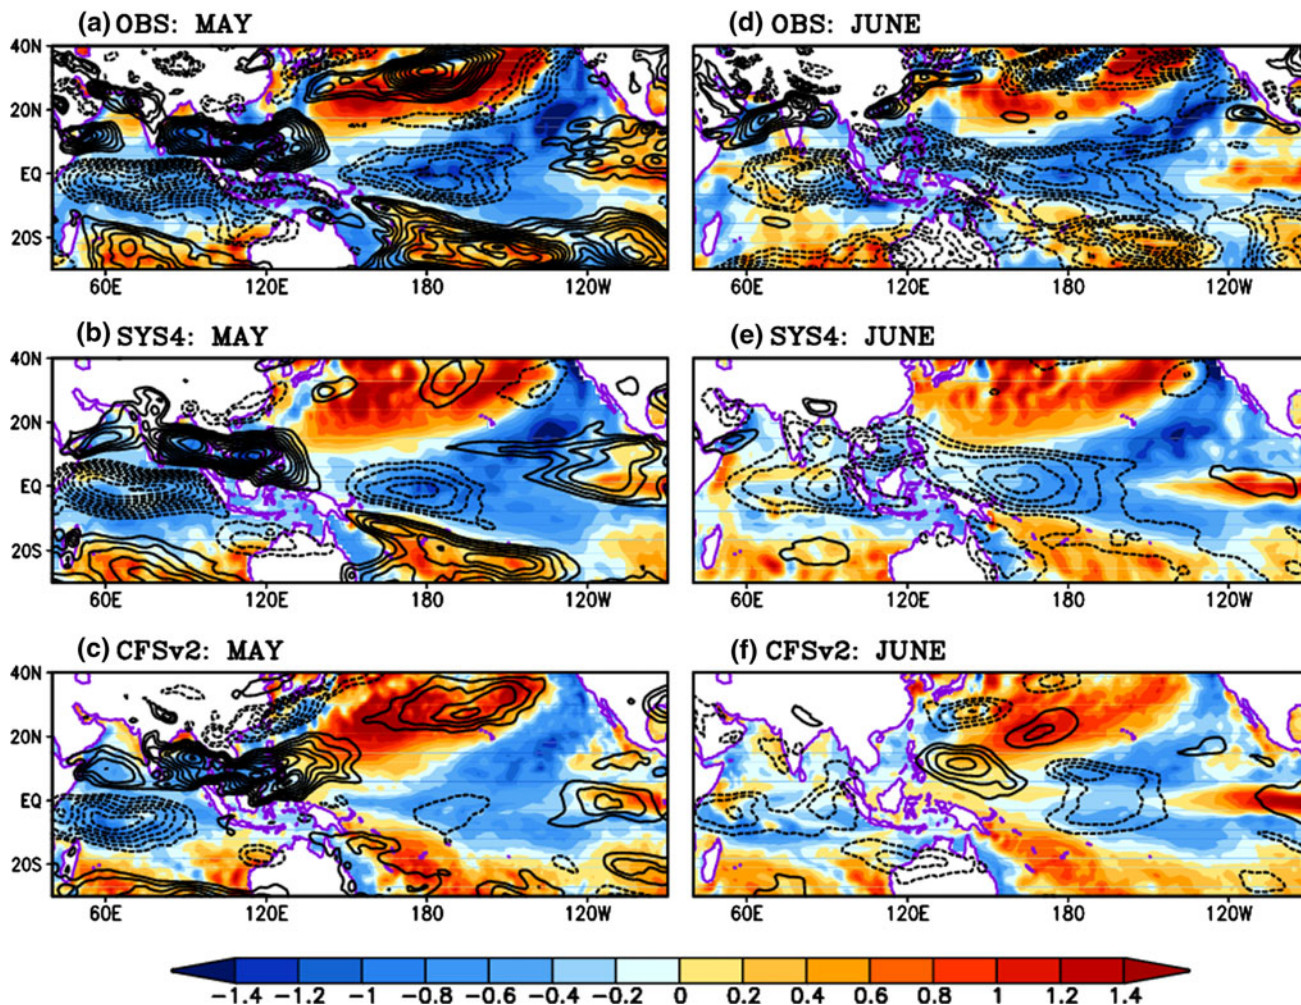 (a) OBS: MAY
(d) OBS: JUNE
40N
20N
EQ
20S
60E 120E 180 120W
60E 120E 180 120W
(b) SYS4: MAY
(e) SYS4: JUNE
40N
20N
EQ
20S
60E 120E 180 120W
60E 120E 180 120W
(c) CFSv2: MAY
(f) CFSv2: JUNE
40N
20N
EQ
20S
60E 120E 180 120W
60E 120E 180 120W
-1.4 -1.2 -1 -0.8 -0.6 -0.4 -0.2 0 0.2 0.4 0.6 0.8 1 1.2 1.4